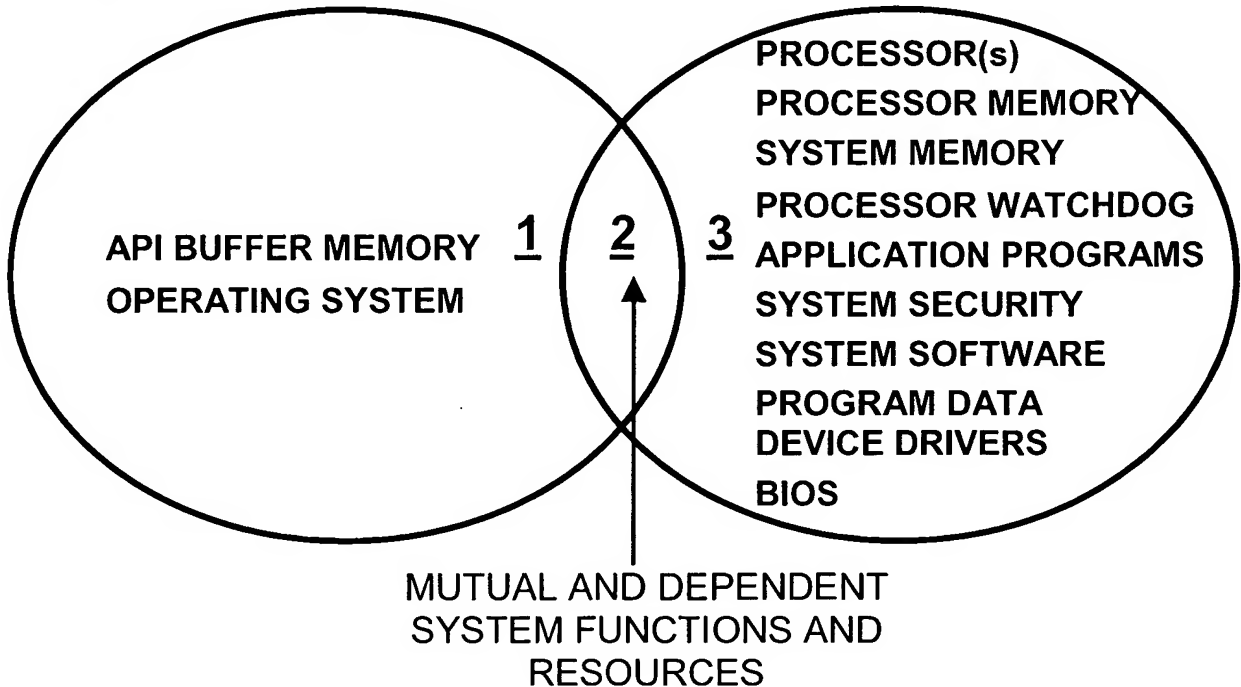 API BUFFER MEMORY
OPERATING SYSTEM
1
2
3
PROCESSOR(s)
PROCESSOR MEMORY
SYSTEM MEMORY
PROCESSOR WATCHDOG
APPLICATION PROGRAMS
SYSTEM SECURITY
SYSTEM SOFTWARE
PROGRAM DATA
DEVICE DRIVERS
BIOS
MUTUAL AND DEPENDENT
SYSTEM FUNCTIONS AND
RESOURCES